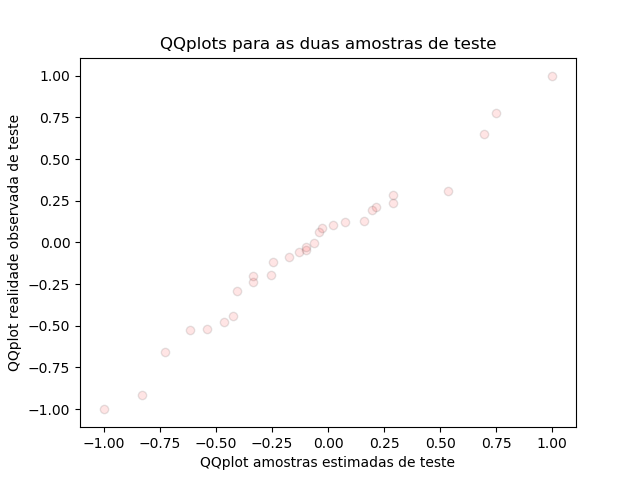 QQplots para as duas amostras de teste
1.00
0.75
0.50
0.25
0.00
−0.25
−0.50
−0.75
−1.00
QQplot realidade observada de teste
−1.00 −0.75 −0.50 −0.25 0.00 0.25 0.50 0.75 1.00
QQplot amostras estimadas de teste